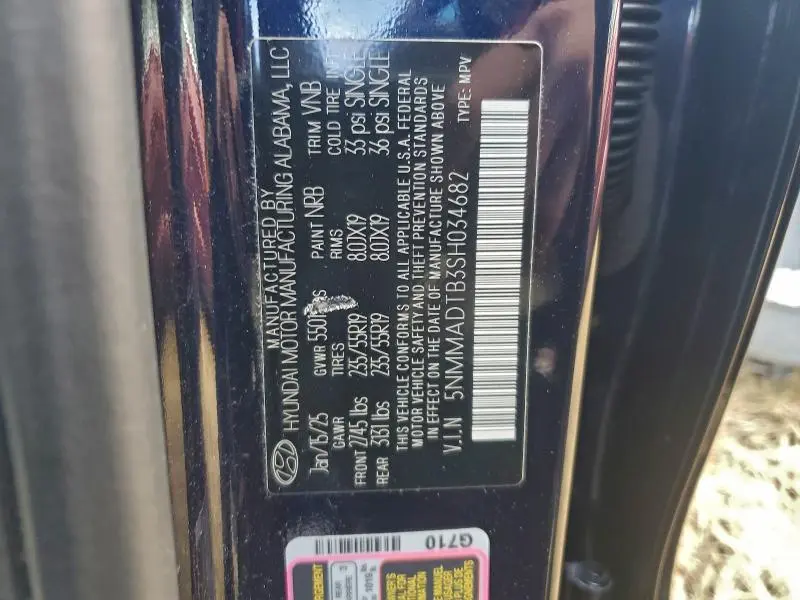 MANUFACTURED BY
HYUNDAI MOTOR MANUFACTURING ALABAMA, LLC
Jan/15/25 GVWR PAINT NRB TRIM VNB
GAWR TIRES RIMS COLD TIRE
FRONT 2745 lbs 235/55R19 8.0JX19 33 psi SINGLE
REAR 3131 lbs 235/55R19 8.0JX19 36 psi SINGLE
THIS VEHICLE CONFORMS TO ALL APPLICABLE U.S.A. FEDERAL
MOTOR VEHICLE SAFETY AND THEFT PREVENTION STANDARDS
IN EFFECT ON THE DATE OF MANUFACTURE SHOWN ABOVE
V.I.N 5NMMADTB3SH034682 TYPE: MPV
G710